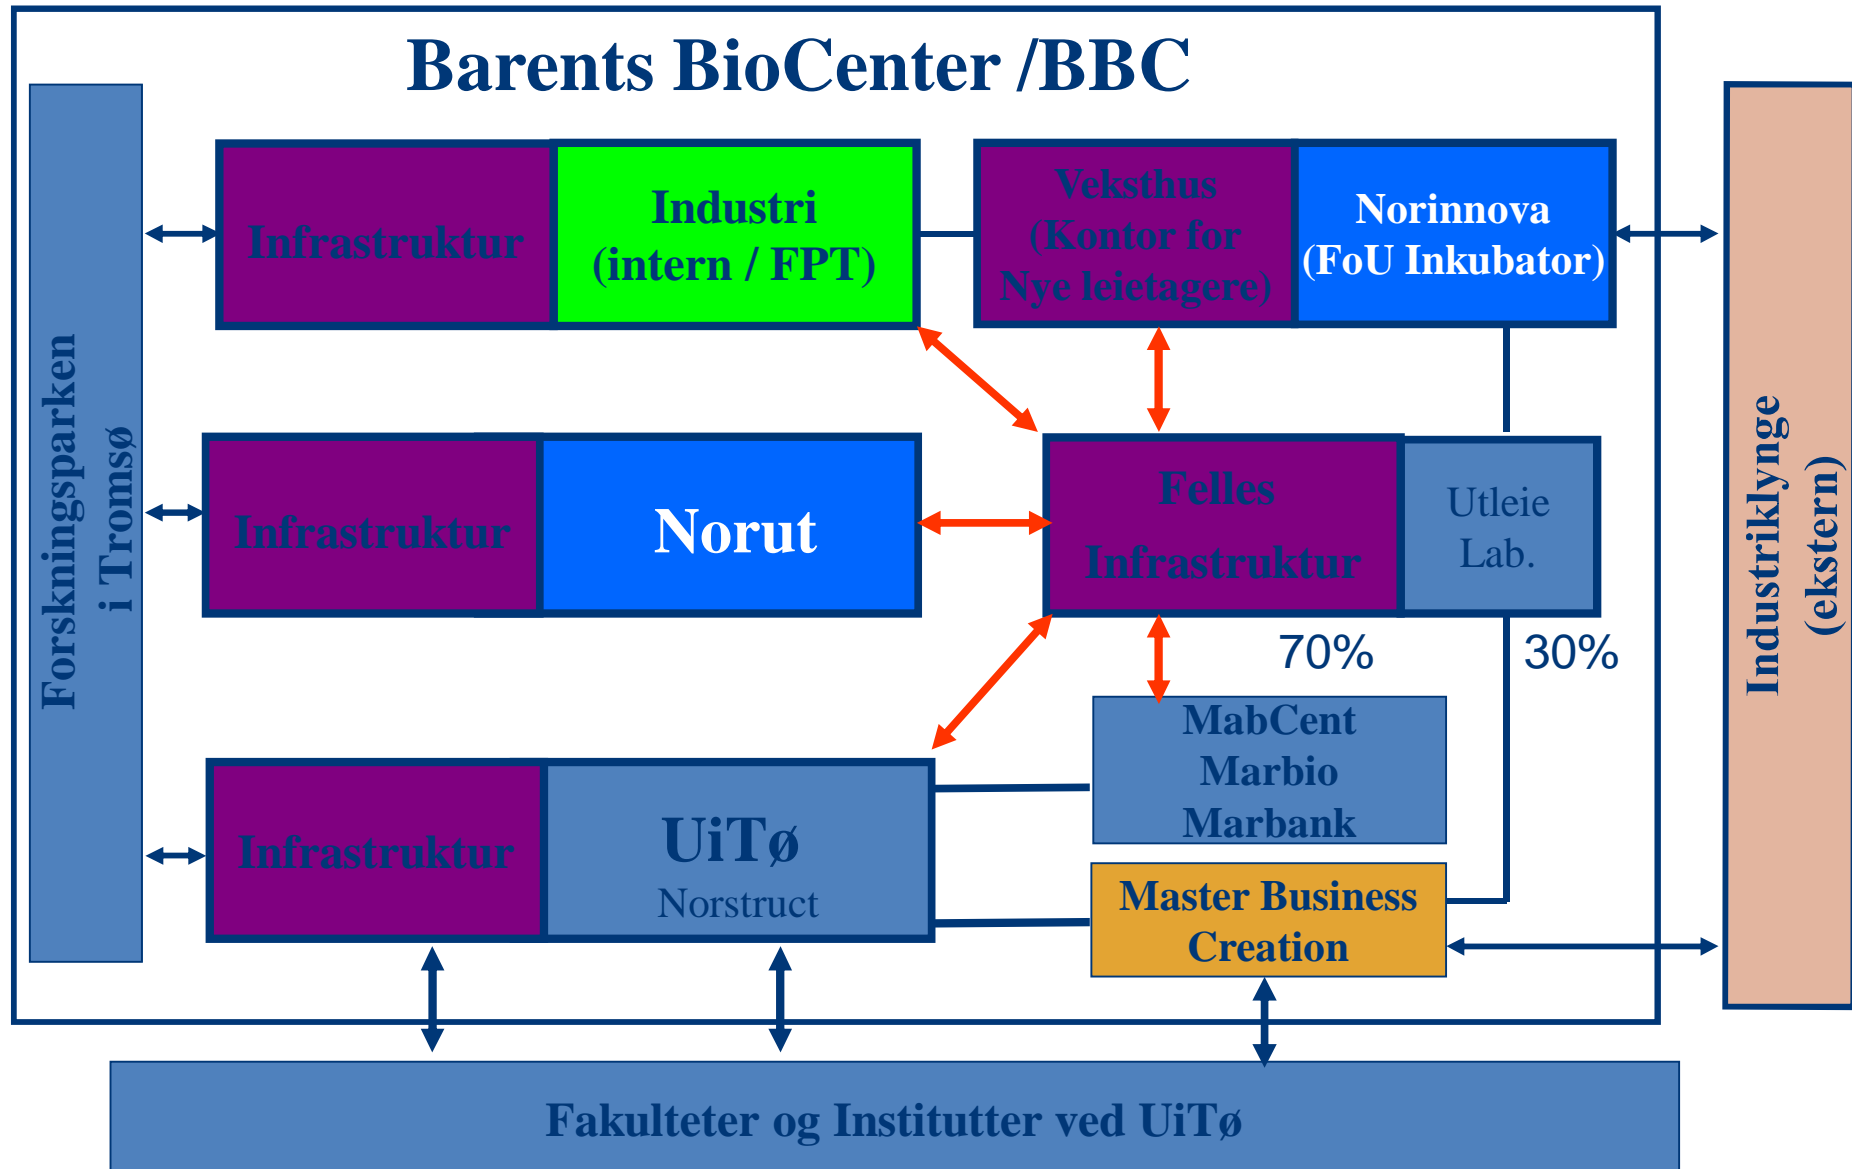 Barents BioCenter /BBC
Forskningsparken
i Tromsø
Infrastruktur
Industri
(intern / FPT)
Veksthus
(Kontor for
Nye leietagere)
Norinnova
(FoU Inkubator)
Industriklynge
(ekstern)
Infrastruktur
Norut
Felles
Infrastruktur
Utleie
Lab.
70%
30%
Infrastruktur
UiTø
Norstruct
MabCent
Marbio
Marbank
Master Business
Creation
Fakulteter og Institutter ved UiTø